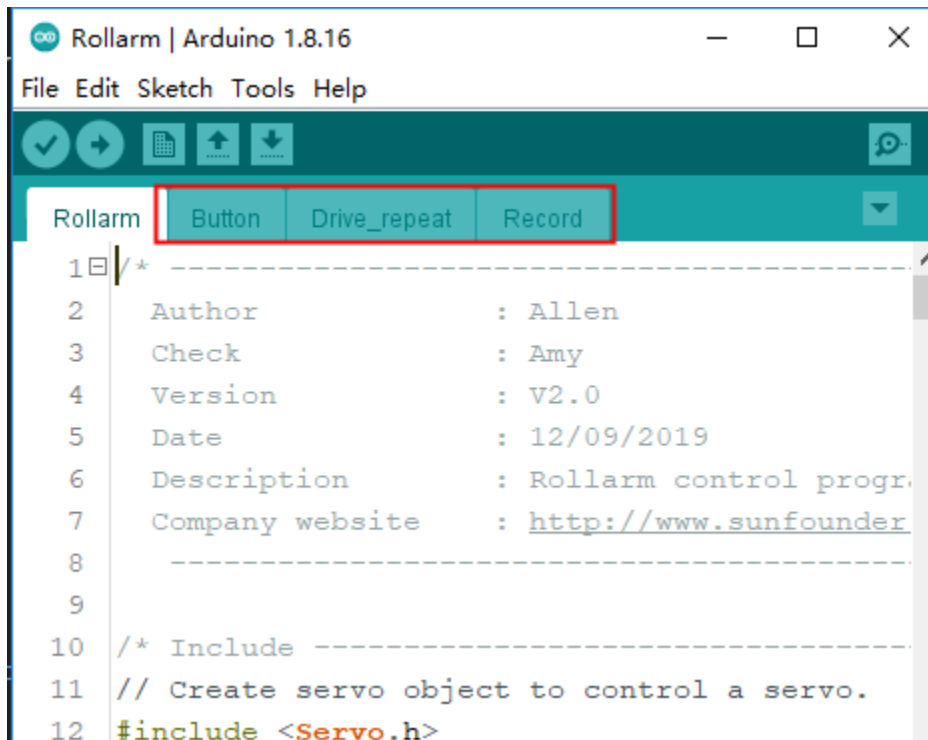 Rollarm | Arduino 1.8.16
File Edit Sketch Tools Help
Rollarm Button Drive_repeat Record
1 /* -----------------------------------------
2 Author : Allen
3 Check : Amy
4 Version : V2.0
5 Date : 12/09/2019
6 Description : Rollarm control progr
7 Company website : http://www.sunfounder
8 -----------------------------------------
9
10 /* Include ---------------------------------
11 // Create servo object to control a servo.
12 #include <Servo.h>